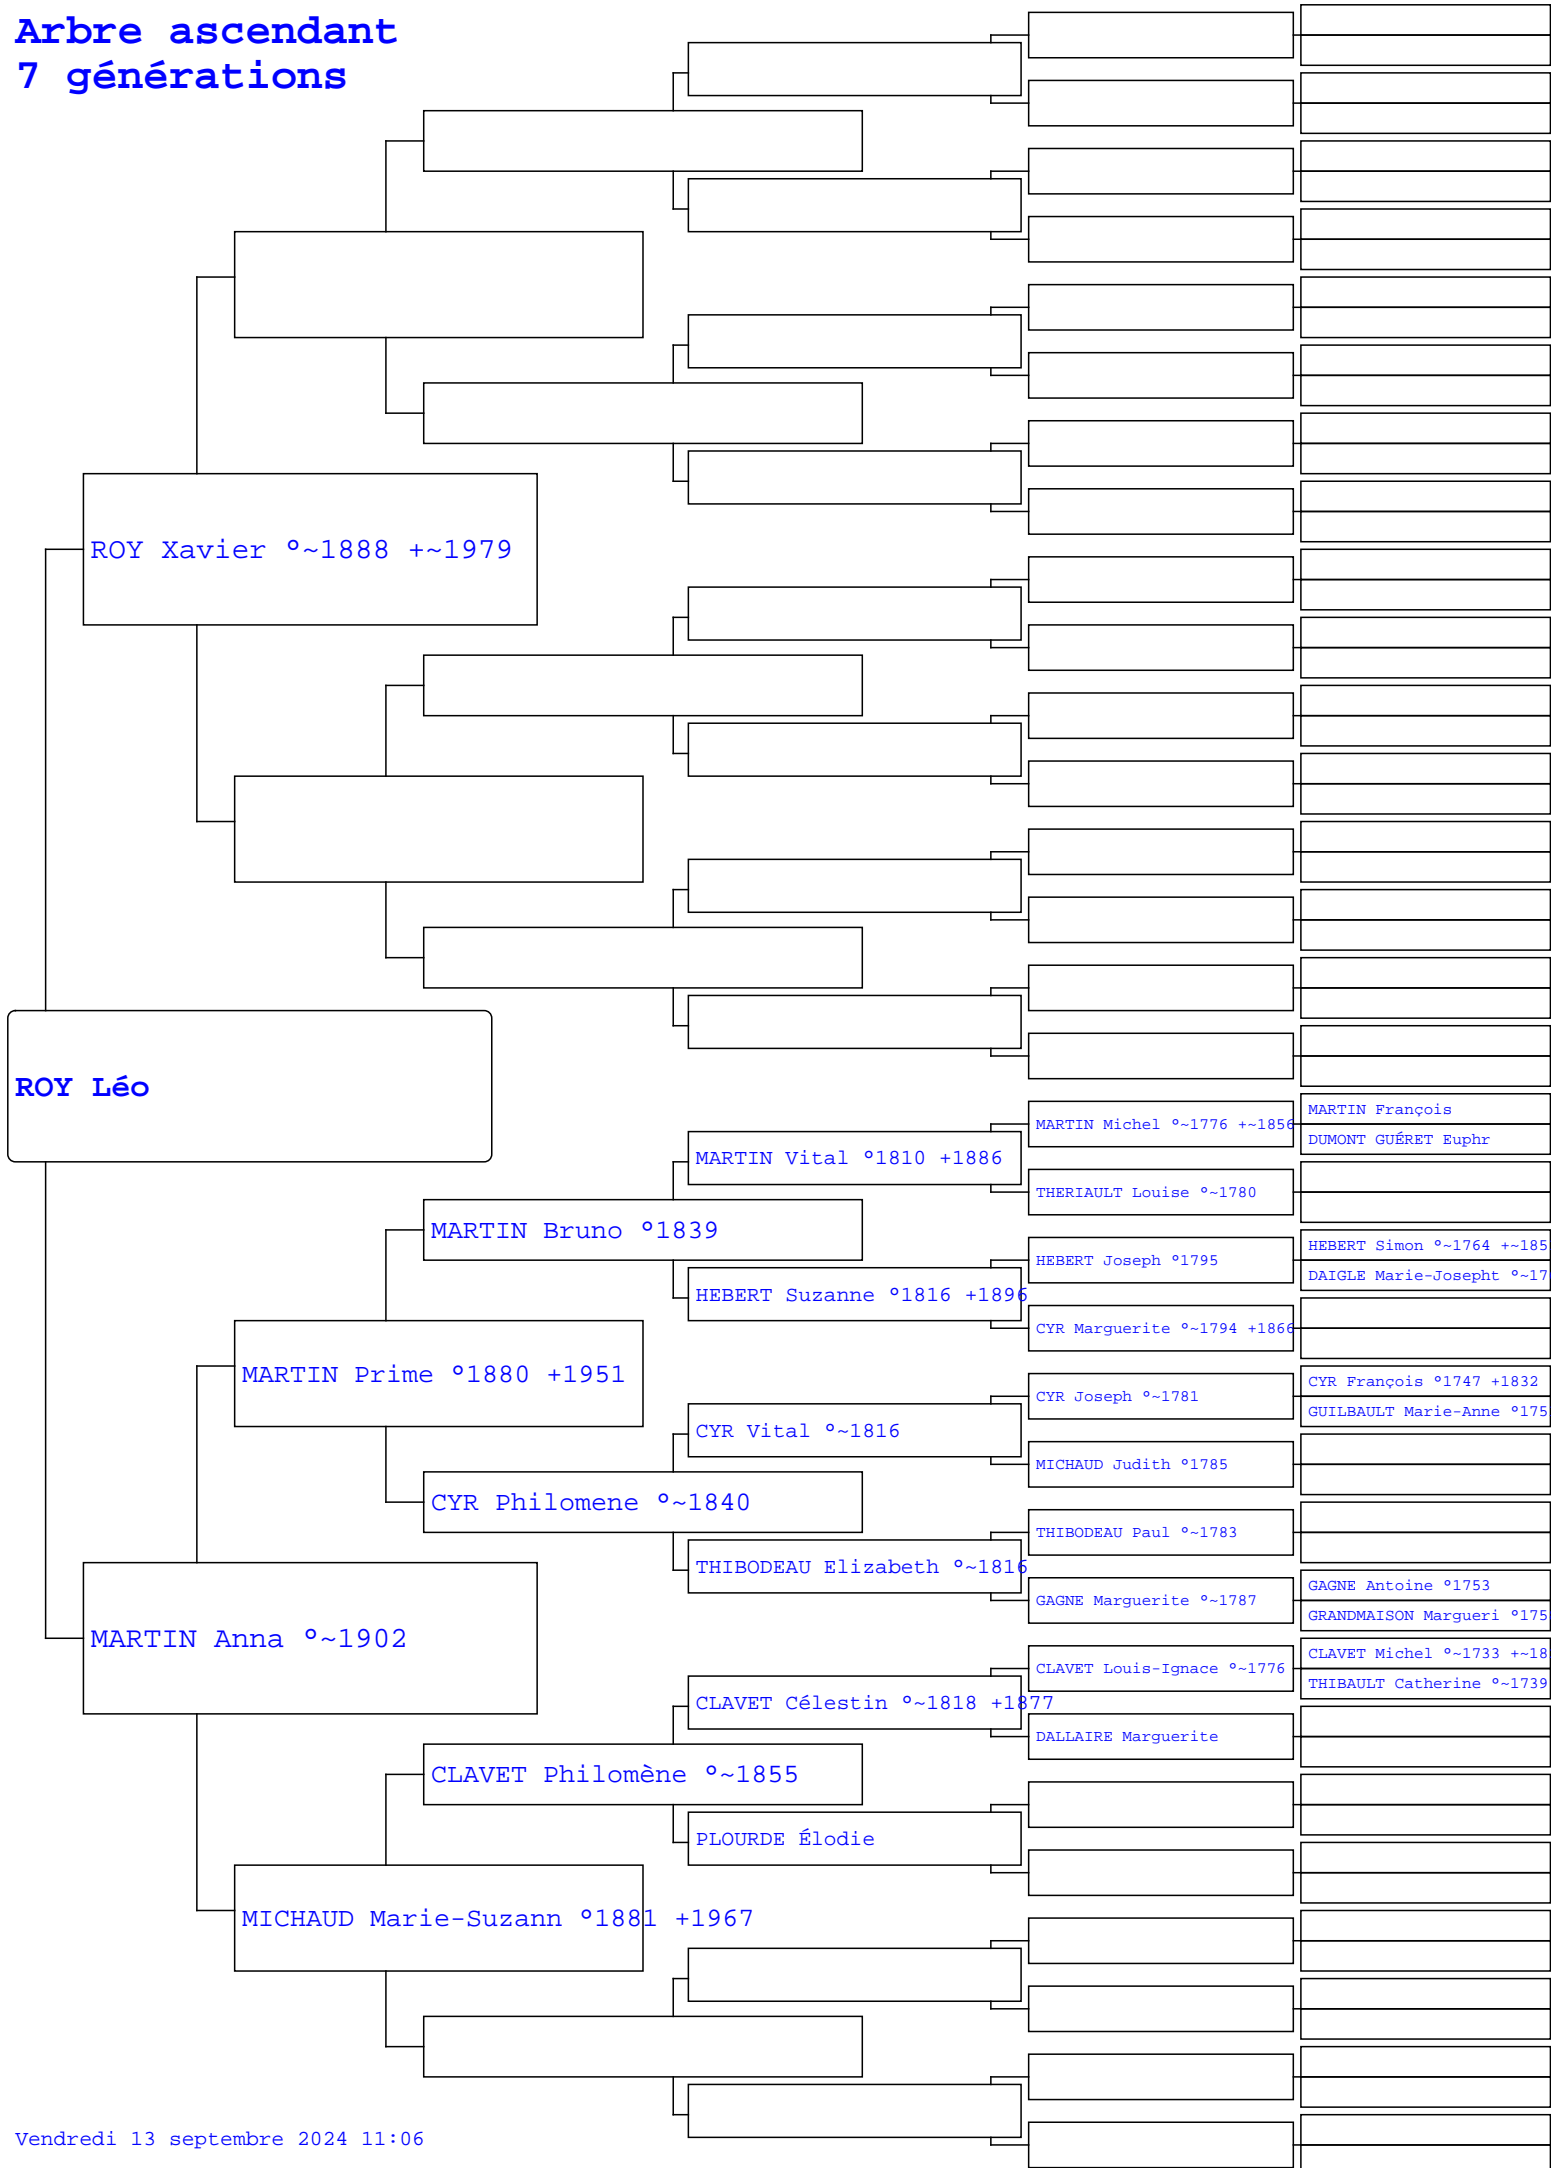 Arbre ascendant
7 générations
ROY Xavier °~1888 +~1979
ROY Léo
MARTIN Michel °~1776 +~1856
MARTIN François
DUMONT GUÉRET Euphr
MARTIN Vital °1810 +1886
THERIAULT Louise °~1780
MARTIN Bruno °1839
HEBERT Joseph °1795
HEBERT Simon °~1764 +~185
DAIGLE Marie-Josepht °~17
HEBERT Suzanne °1816 +1896
CYR Marguerite °~1794 +1866
MARTIN Prime °1880 +1951
CYR Joseph °~1781
CYR François °1747 +1832
GUILBAULT Marie-Anne °175
CYR Vital °~1816
MICHAUD Judith °1785
CYR Philomene °~1840
THIBODEAU Paul °~1783
THIBODEAU Elizabeth °~1816
GAGNE Marguerite °~1787
GAGNE Antoine °1753
GRANDMAISON Margueri °175
MARTIN Anna °~1902
CLAVET Louis-Ignace °~1776
CLAVET Michel °~1733 +~18
THIBAULT Catherine °~1739
CLAVET Célestin °~1818 +1877
DALLAIRE Marguerite
CLAVET Philomène °~1855
PLOURDE Élodie
MICHAUD Marie-Suzann °1881 +1967
Vendredi 13 septembre 2024 11:06